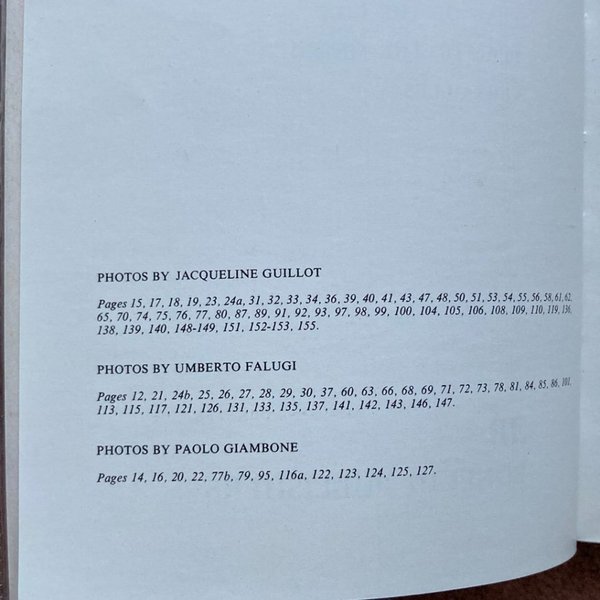 PHOTOS BY JACQUELINE GUILLOT
Pages 15, 17, 18, 19, 23, 24a, 31, 32, 33, 34, 36, 39, 40, 41, 43, 47, 48, 50, 51, 53, 54, 55, 56, 58, 61, 62,
65, 70, 74, 75, 76, 77, 80, 87, 89, 91, 92, 93, 97, 98, 99, 100, 104, 105, 106, 108, 109, 110, 119, 136,
138, 139, 140, 148-149, 151, 152-153, 155.
PHOTOS BY UMBERTO FALUGI
Pages 12, 21, 24b, 25, 26, 27, 28, 29, 30, 37, 60, 63, 66, 68, 69, 71, 72, 73, 78, 81, 84, 85, 86, 101,
113, 115, 117, 121, 126, 131, 133, 135, 137, 141, 142, 143, 146, 147.
PHOTOS BY PAOLO GIAMBONE
Pages 14, 16, 20, 22, 77b, 79, 95, 116a, 122, 123, 124, 125, 127.